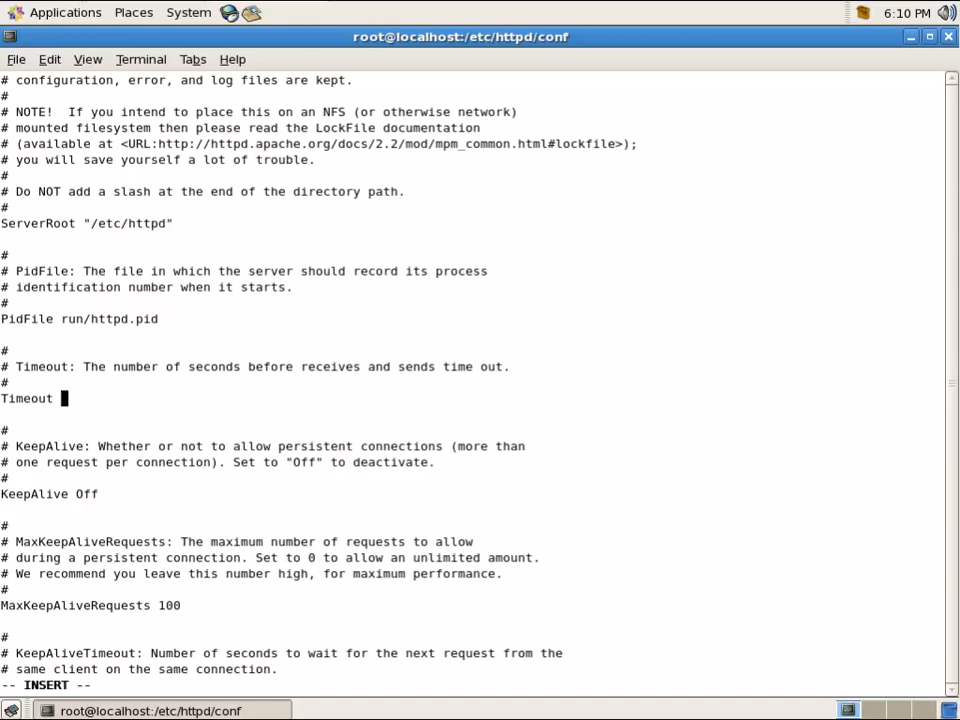 Applications Places System 6:10 PM
root@localhost:/etc/httpd/conf
File Edit View Terminal Tabs Help
# configuration, error, and log files are kept.
#
# NOTE!  If you intend to place this on an NFS (or otherwise network)
# mounted filesystem then please read the LockFile documentation
# (available at <URL:http://httpd.apache.org/docs/2.2/mod/mpm_common.html#lockfile>);
# you will save yourself a lot of trouble.
#
# Do NOT add a slash at the end of the directory path.
#
ServerRoot "/etc/httpd"
#
# PidFile: The file in which the server should record its process
# identification number when it starts.
#
PidFile run/httpd.pid
#
# Timeout: The number of seconds before receives and sends time out.
#
Timeout
#
# KeepAlive: Whether or not to allow persistent connections (more than
# one request per connection). Set to "Off" to deactivate.
#
KeepAlive Off
#
# MaxKeepAliveRequests: The maximum number of requests to allow
# during a persistent connection. Set to 0 to allow an unlimited amount.
# We recommend you leave this number high, for maximum performance.
#
MaxKeepAliveRequests 100
#
# KeepAliveTimeout: Number of seconds to wait for the next request from the
# same client on the same connection.
-- INSERT --
root@localhost:/etc/httpd/conf